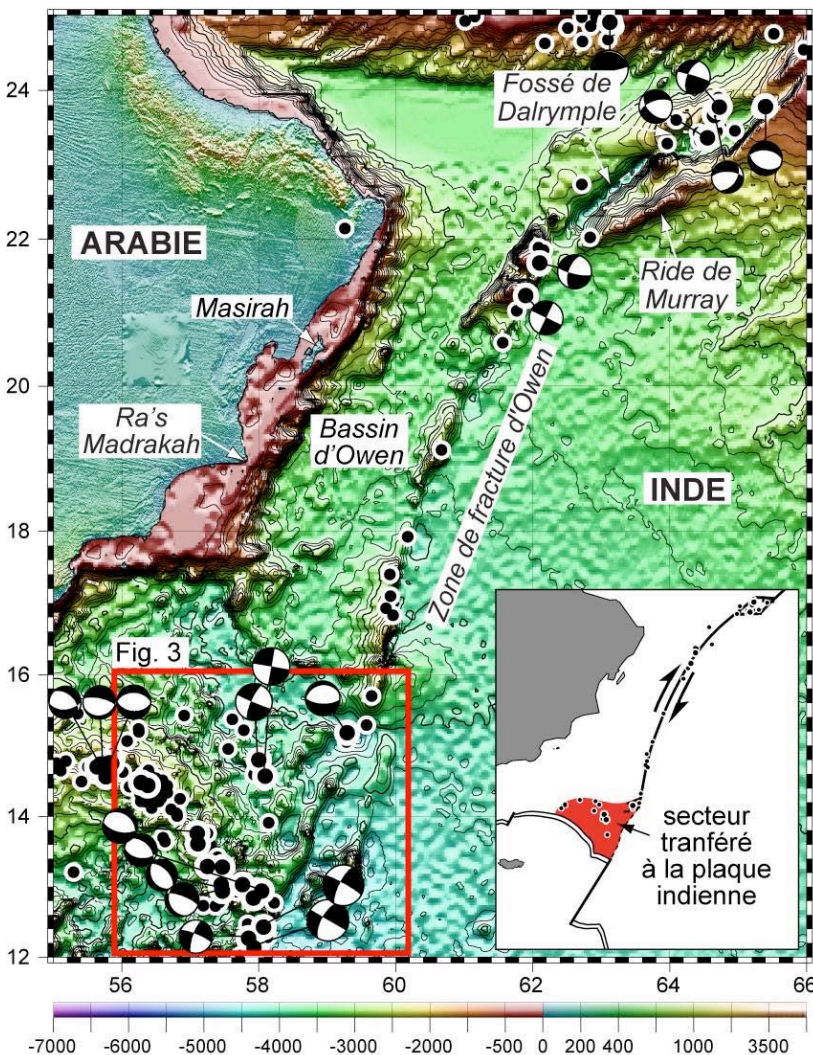 24
22
20
18
16
14
12
Fossé de
Dalrymple
ARABIE
Ride de
Murray
Masirah
Ra's
Madrakah
Bassin
d'Owen
Zone de fracture d'Owen
INDE
Fig. 3
secteur
tranféré
à la plaque
indienne
56
58
60
62
64
66
-7000 -6000 -5000 -4000 -3000 -2000 -500 0 200 400 1000 3500